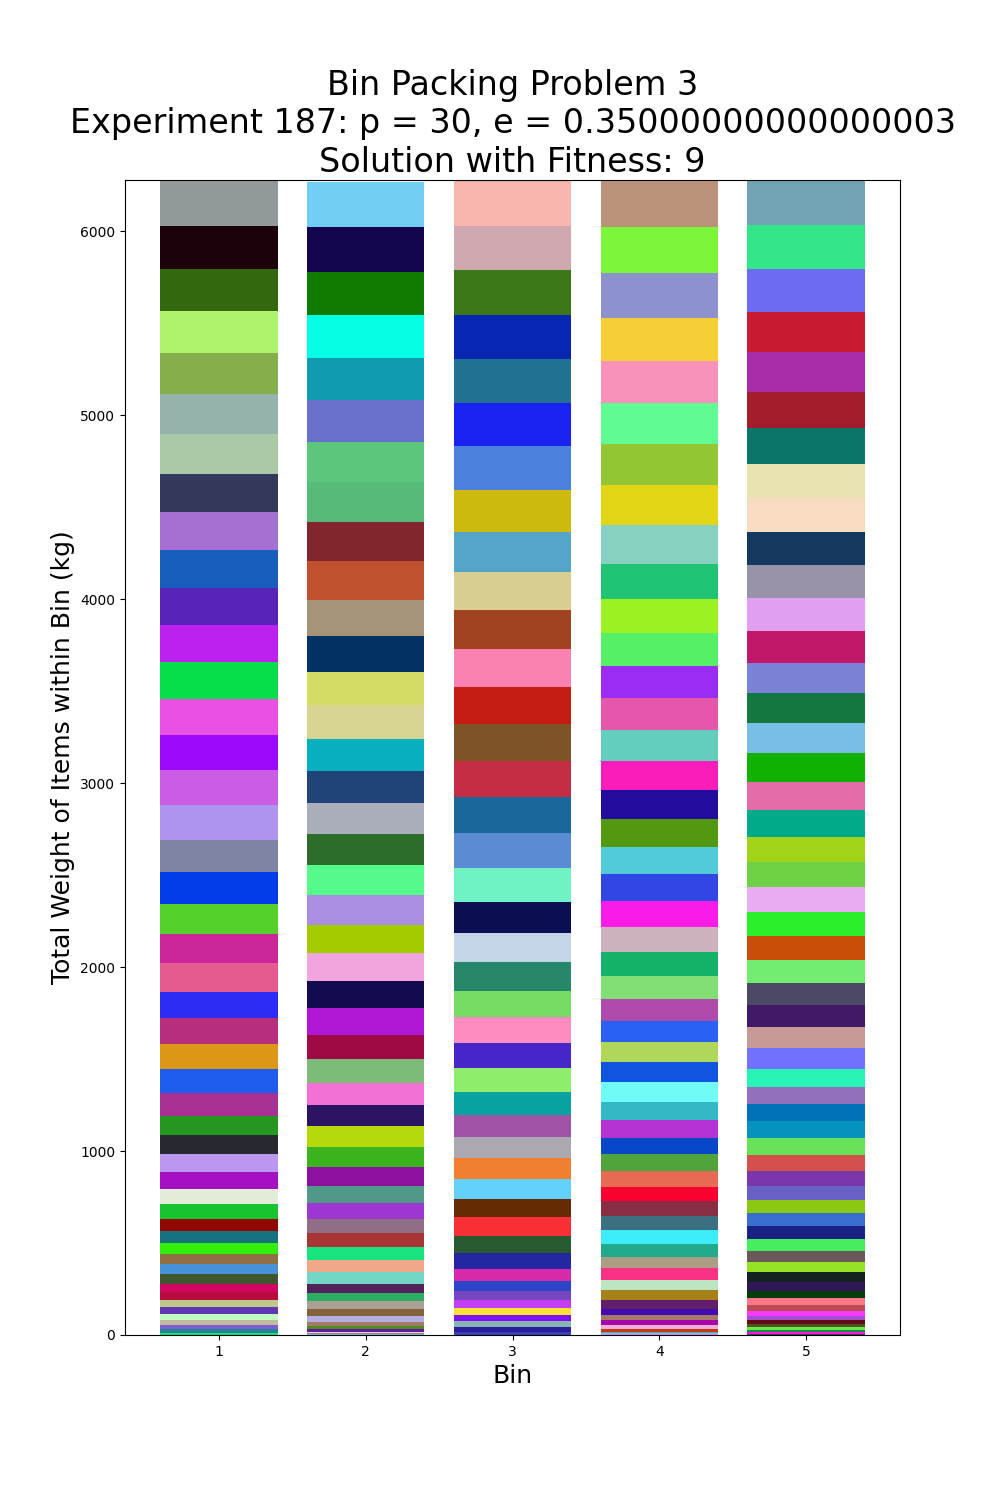 Bin Packing Problem 3
Experiment 187: p = 30, e = 0.35000000000000003
Solution with Fitness: 9
6000
5000
4000
3000
2000
1000
0
Total Weight of Items within Bin (kg)
1 2 3 4 5
Bin